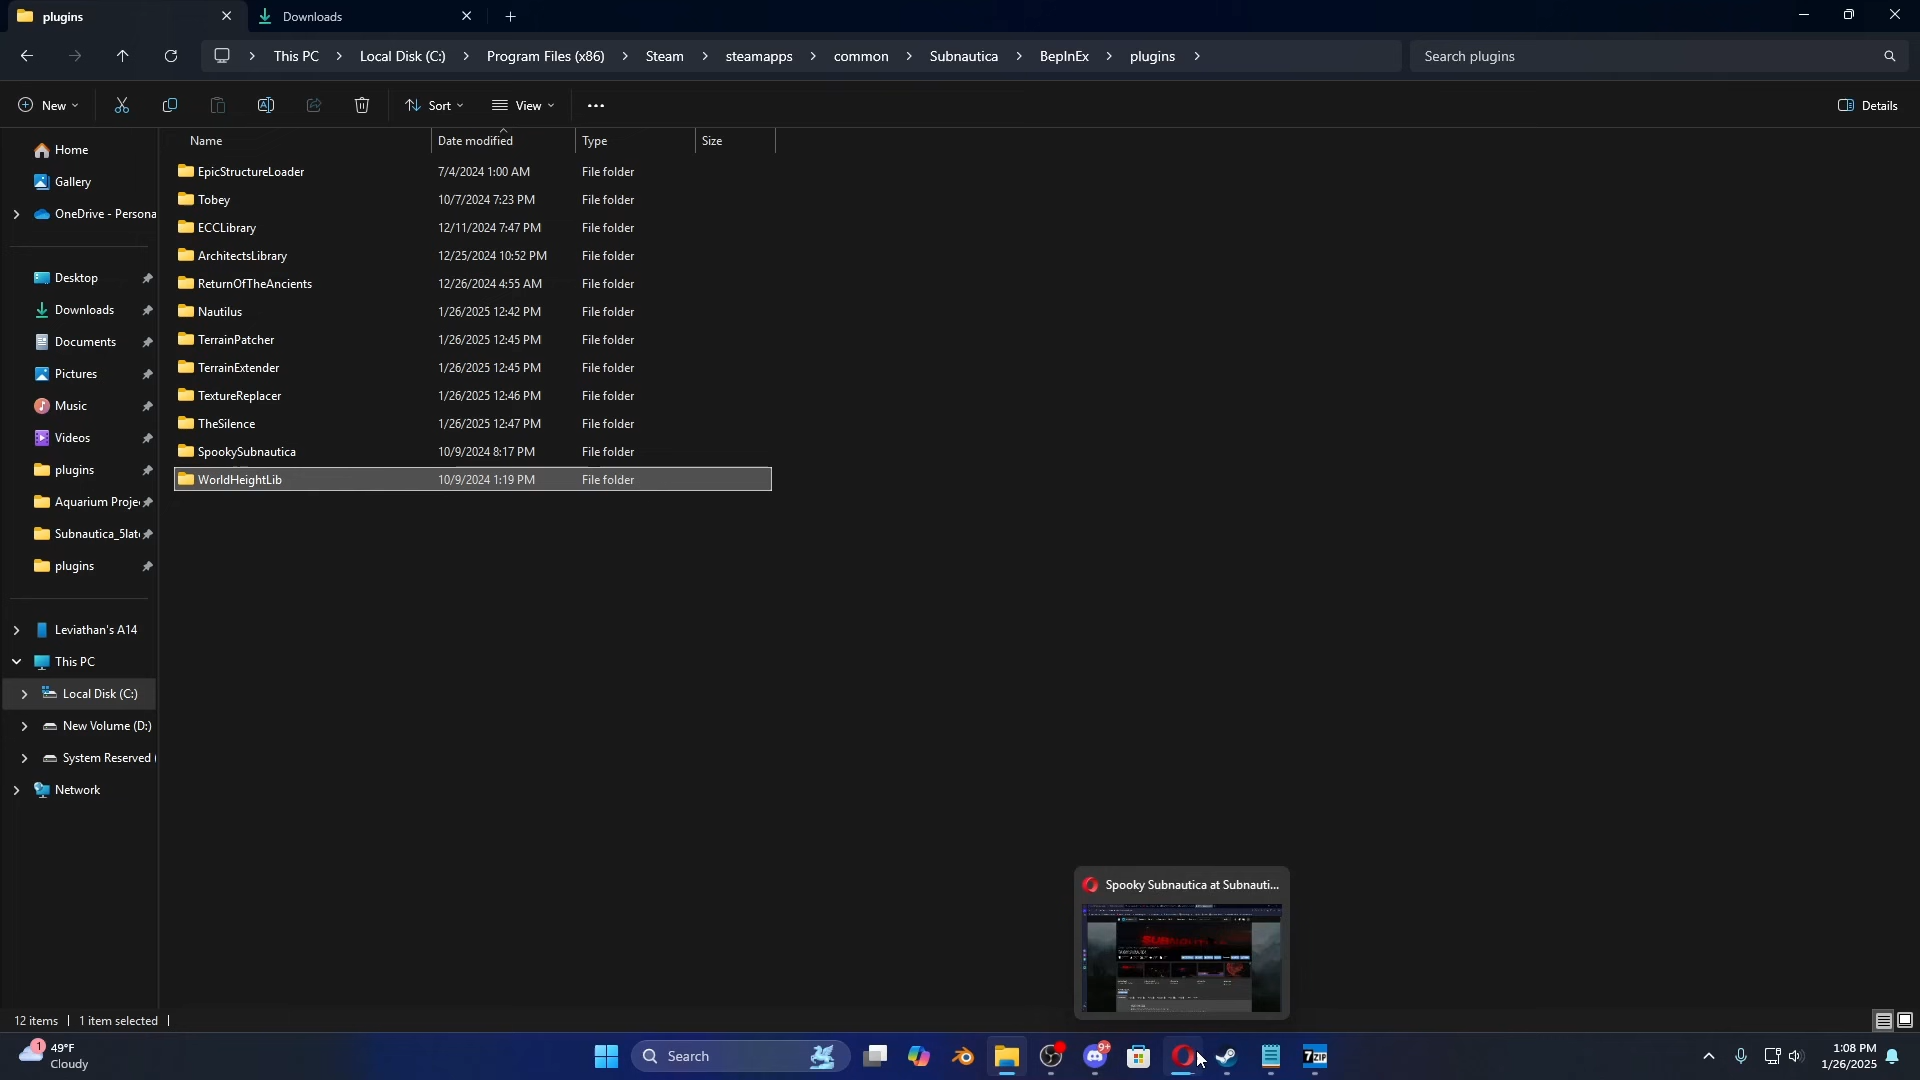 plugins
Downloads
This PC
Local Disk (C:)
Program Files (x86)
Steam
steamapps
common
Subnautica
BepInEx
plugins
Search plugins
New
Sort
View
Details
Name Date modified Type Size
EpicStructureLoader 7/4/2024 1:00 AM File folder
Tobey 10/7/2024 7:23 PM File folder
ECCLibrary 12/11/2024 7:47 PM File folder
ArchitectsLibrary 12/25/2024 10:52 PM File folder
ReturnOfTheAncients 12/26/2024 4:55 AM File folder
Nautilus 1/26/2025 12:42 PM File folder
TerrainPatcher 1/26/2025 12:45 PM File folder
TerrainExtender 1/26/2025 12:45 PM File folder
TextureReplacer 1/26/2025 12:46 PM File folder
TheSilence 1/26/2025 12:47 PM File folder
SpookySubnautica 10/9/2024 8:17 PM File folder
WorldHeightLib 10/9/2024 1:19 PM File folder
Home
Gallery
OneDrive - Persona
Desktop
Downloads
Documents
Pictures
Music
Videos
plugins
Aquarium Proje
Subnautica_5lat
plugins
Leviathan's A14
This PC
Local Disk (C:)
New Volume (D:)
System Reserved (
Network
Spooky Subnautica at Subnauti...
SUBNAUTICA
12 items
1 item selected
1
49°F
Cloudy
Search
9+
7ZIP
1:08 PM
1/26/2025